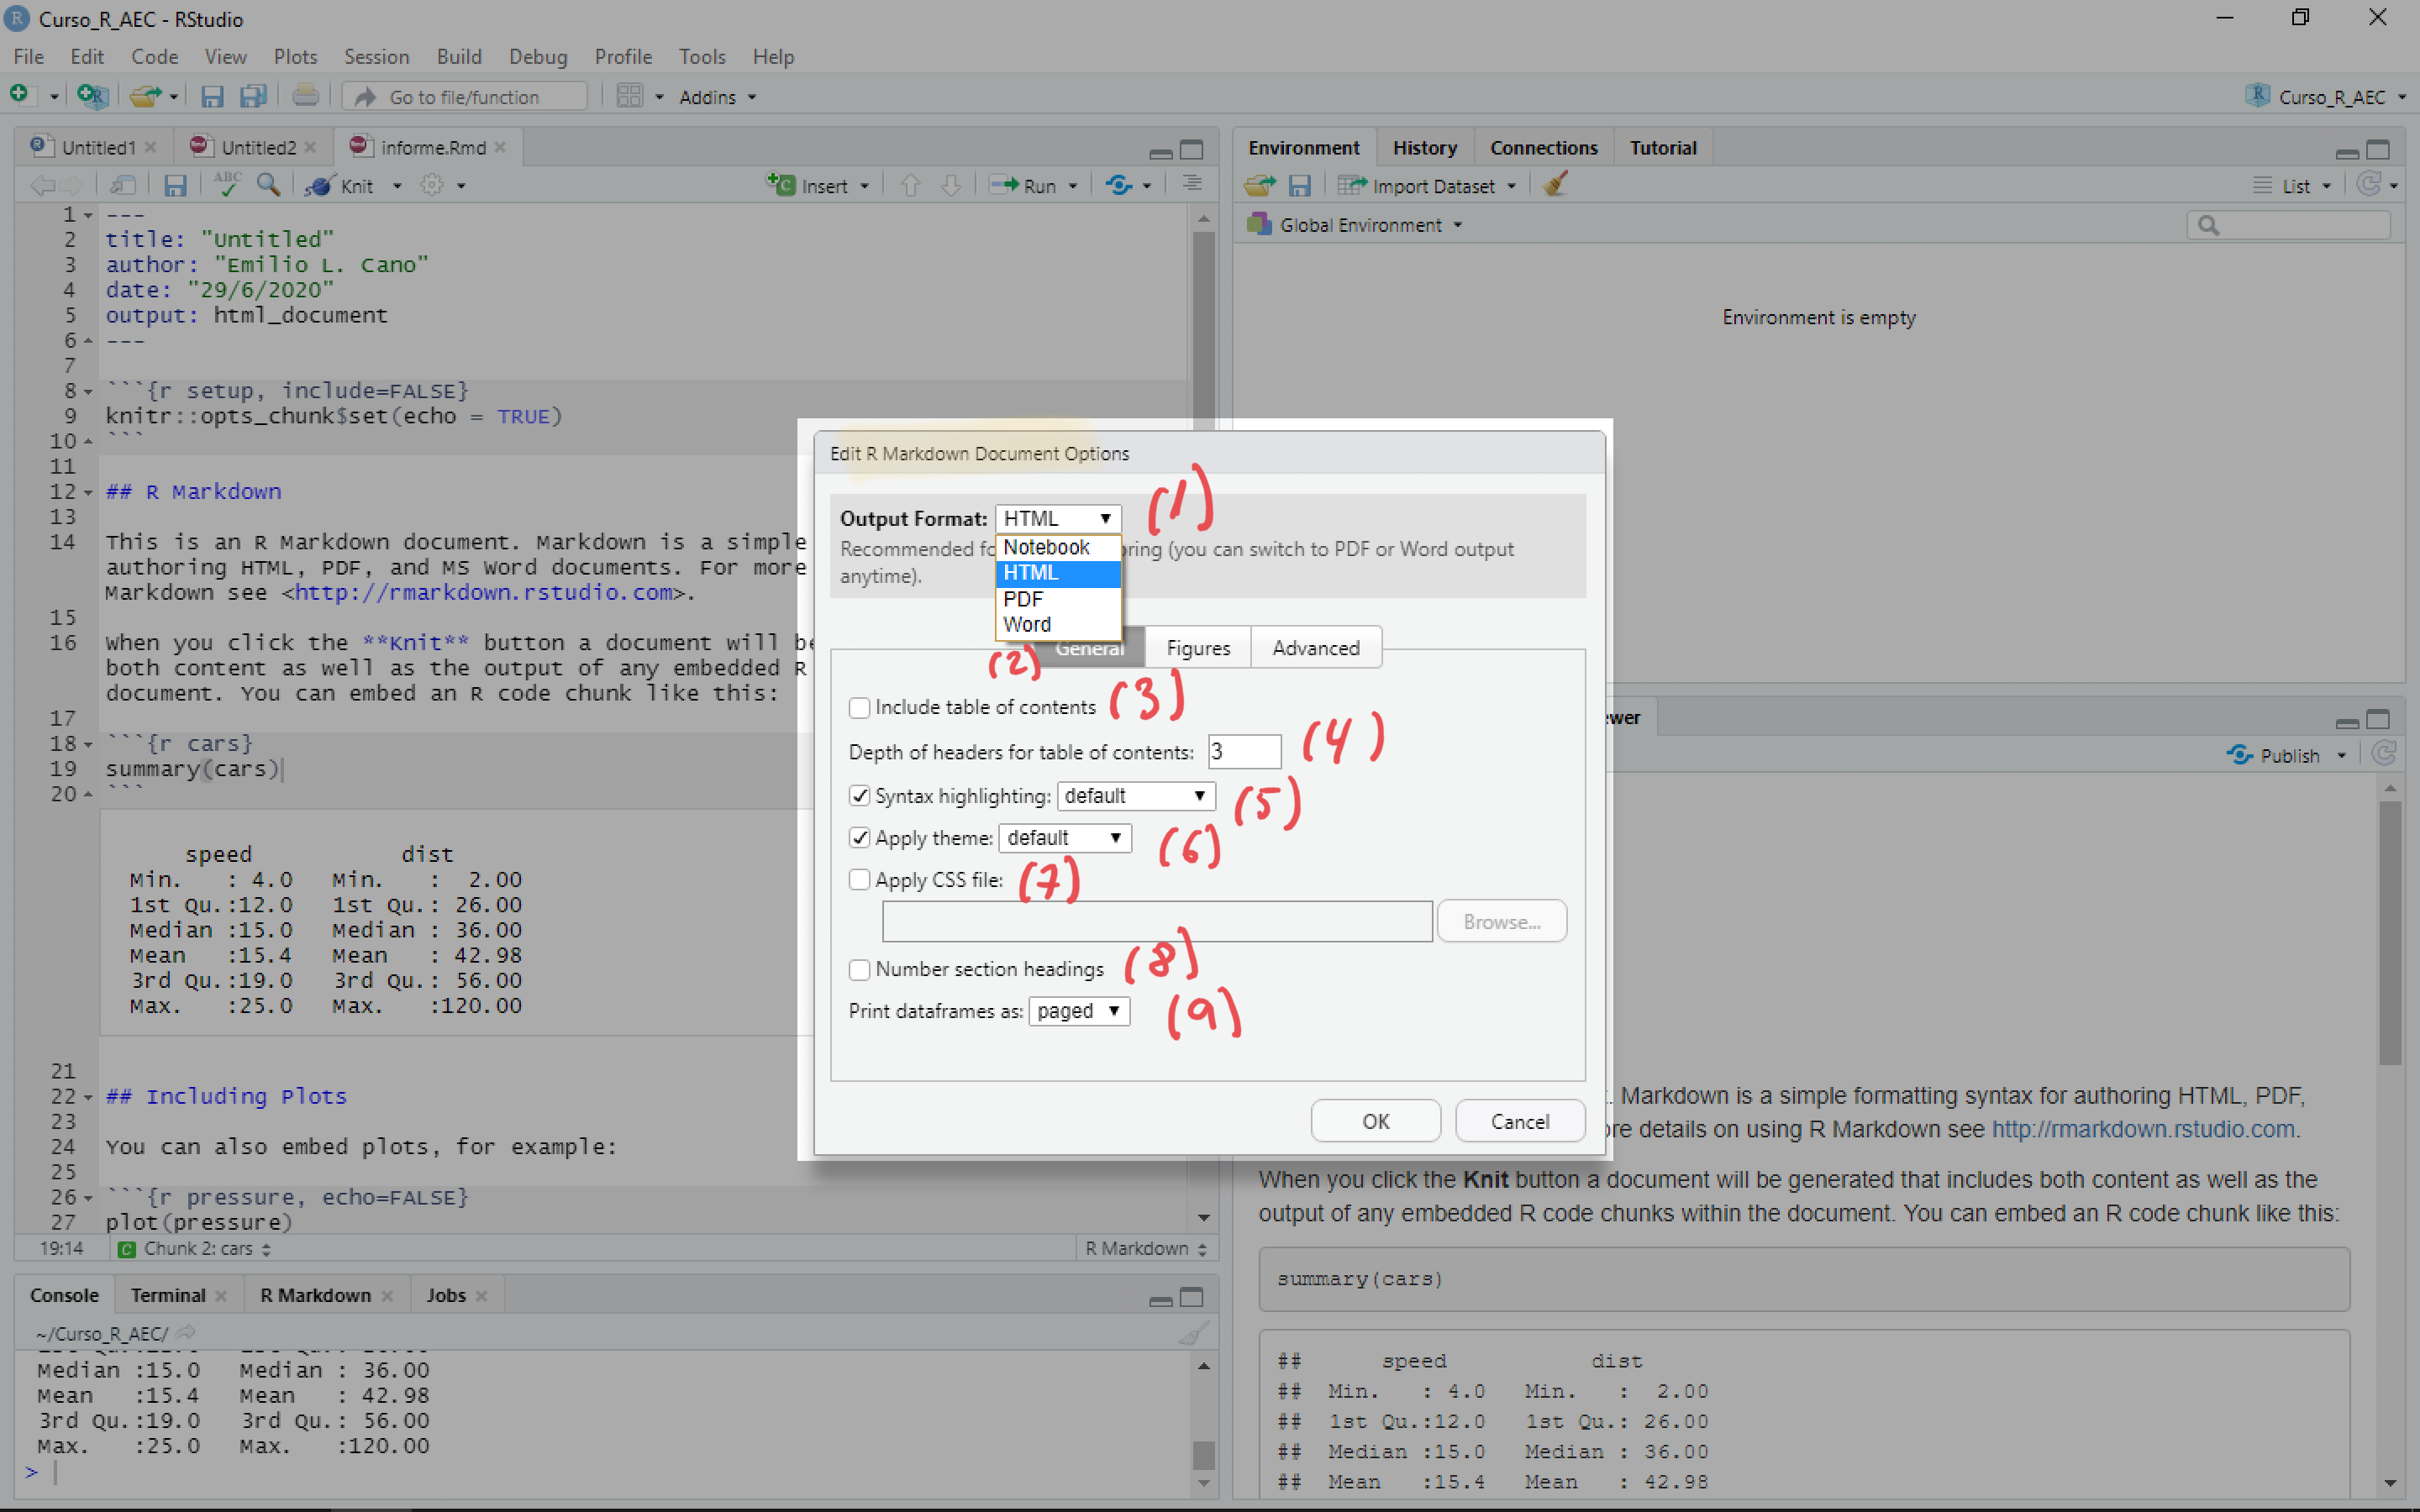 Curso_R_AEC - RStudio
File Edit Code View Plots Session Build Debug Profile Tools Help
Go to file/function Addins Curso_R_AEC
Untitled1 Untitled2 informe.Rmd
ABC Knit Insert Run
1 ---
2 title: "Untitled"
3 author: "Emilio L. Cano"
4 date: "29/6/2020"
5 output: html_document
6 ---
7
8 ```{r setup, include=FALSE}
9 knitr::opts_chunk$set(echo = TRUE)
10 ```
11
12 ## R Markdown
13
14 This is an R Markdown document. Markdown is a simple
authoring HTML, PDF, and MS Word documents. For more
Markdown see <http://rmarkdown.rstudio.com>.
15
16 When you click the **Knit** button a document will be
both content as well as the output of any embedded R
document. You can embed an R code chunk like this:
17
18 ```{r cars}
19 summary(cars)
20 ```
speed dist
Min. : 4.0 Min. : 2.00
1st Qu.:12.0 1st Qu.: 26.00
Median :15.0 Median : 36.00
Mean :15.4 Mean : 42.98
3rd Qu.:19.0 3rd Qu.: 56.00
Max. :25.0 Max. :120.00
21
22 ## Including Plots
23
24 You can also embed plots, for example:
25
26 ```{r pressure, echo=FALSE}
27 plot(pressure)
19:14 Chunk 2: cars R Markdown
Console Terminal R Markdown Jobs
~/Curso_R_AEC/
Median :15.0 Median : 36.00
Mean :15.4 Mean : 42.98
3rd Qu.:19.0 3rd Qu.: 56.00
Max. :25.0 Max. :120.00
>
Environment History Connections Tutorial
Import Dataset List
Global Environment
Environment is empty
Edit R Markdown Document Options
Output Format: HTML (1)
Notebook
HTML
PDF
Word
Recommended oring (you can switch to PDF or Word output
anytime).
(2) General Figures Advanced
Include table of contents (3)
Depth of headers for table of contents: 3 (4)
Syntax highlighting: default (5)
Apply theme: default (6)
Apply CSS file: (7)
Browse...
Number section headings (8)
Print dataframes as: paged (9)
OK Cancel
Publish
. Markdown is a simple formatting syntax for authoring HTML, PDF,
re details on using R Markdown see http://rmarkdown.rstudio.com.
When you click the Knit button a document will be generated that includes both content as well as the
output of any embedded R code chunks within the document. You can embed an R code chunk like this:
summary(cars)
## speed dist
## Min. : 4.0 Min. : 2.00
## 1st Qu.:12.0 1st Qu.: 26.00
## Median :15.0 Median : 36.00
## Mean :15.4 Mean : 42.98